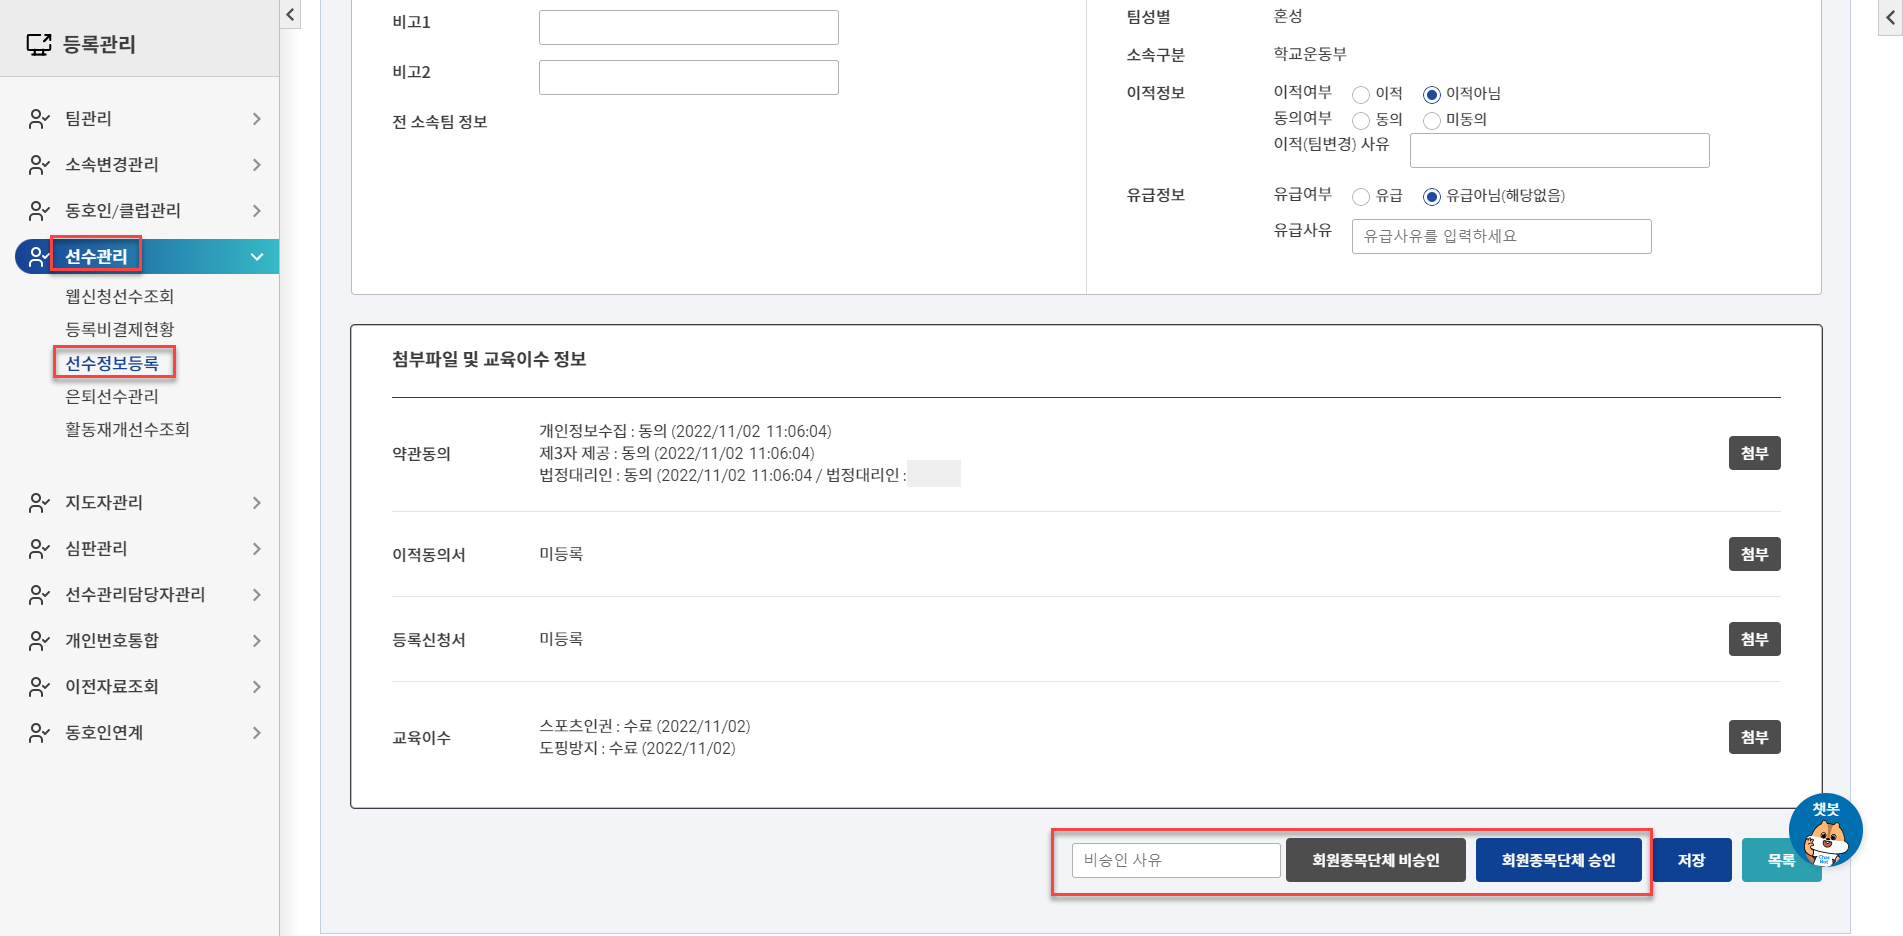 등록관리
팀관리
소속변경관리
동호인/클럽관리
선수관리
웹신청선수조회
등록비결제현황
선수정보등록
은퇴선수관리
활동재개선수조회
지도자관리
심판관리
선수관리담당자관리
개인번호통합
이전자료조회
동호인연계
비고1
비고2
전 소속팀 정보
팀성별 혼성
소속구분 학교운동부
이적정보 이적여부 이적 이적아님
동의여부 동의 미동의
이적(팀변경) 사유
유급정보 유급여부 유급 유급아님(해당없음)
유급사유 유급사유를 입력하세요
첨부파일 및 교육이수 정보
개인정보수집 : 동의 (2022/11/02 11:06:04)
약관동의 제3자 제공 : 동의 (2022/11/02 11:06:04) 첨부
법정대리인 : 동의 (2022/11/02 11:06:04 / 법정대리인 :
이적동의서 미등록 첨부
등록신청서 미등록 첨부
스포츠인권 : 수료 (2022/11/02)
교육이수 첨부
도핑방지 : 수료 (2022/11/02)
챗봇
비승인 사유 회원종목단체 비승인 회원종목단체 승인 저장 목록